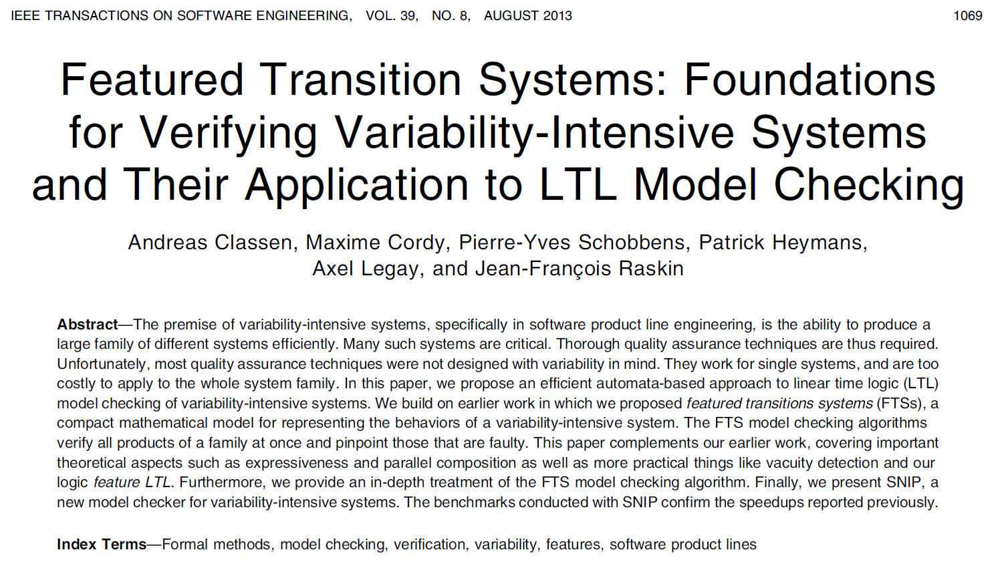 IEEE TRANSACTIONS ON SOFTWARE ENGINEERING, VOL. 39, NO. 8, AUGUST 2013 1069
Featured Transition Systems: Foundations
for Verifying Variability-Intensive Systems
and Their Application to LTL Model Checking
Andreas Classen, Maxime Cordy, Pierre-Yves Schobbens, Patrick Heymans,
Axel Legay, and Jean-François Raskin
Abstract—The premise of variability-intensive systems, specifically in software product line engineering, is the ability to produce a
large family of different systems efficiently. Many such systems are critical. Thorough quality assurance techniques are thus required.
Unfortunately, most quality assurance techniques were not designed with variability in mind. They work for single systems, and are too
costly to apply to the whole system family. In this paper, we propose an efficient automata-based approach to linear time logic (LTL)
model checking of variability-intensive systems. We build on earlier work in which we proposed featured transitions systems (FTSs), a
compact mathematical model for representing the behaviors of a variability-intensive system. The FTS model checking algorithms
verify all products of a family at once and pinpoint those that are faulty. This paper complements our earlier work, covering important
theoretical aspects such as expressiveness and parallel composition as well as more practical things like vacuity detection and our
logic feature LTL. Furthermore, we provide an in-depth treatment of the FTS model checking algorithm. Finally, we present SNIP, a
new model checker for variability-intensive systems. The benchmarks conducted with SNIP confirm the speedups reported previously.
Index Terms—Formal methods, model checking, verification, variability, features, software product lines